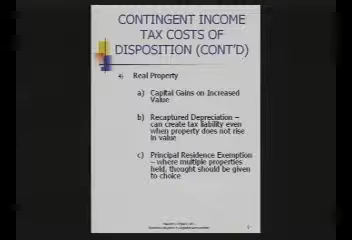 CONTINGENT INCOME
TAX COSTS OF
DISPOSITION (CONT'D)
4) Real Property
a) Capital Gains on Increased
Value
b) Recaptured Depreciation –
can create tax liability even
when property does not rise
in value
c) Principal Residence Exemption
– where multiple properties
held, thought should be given
to choice